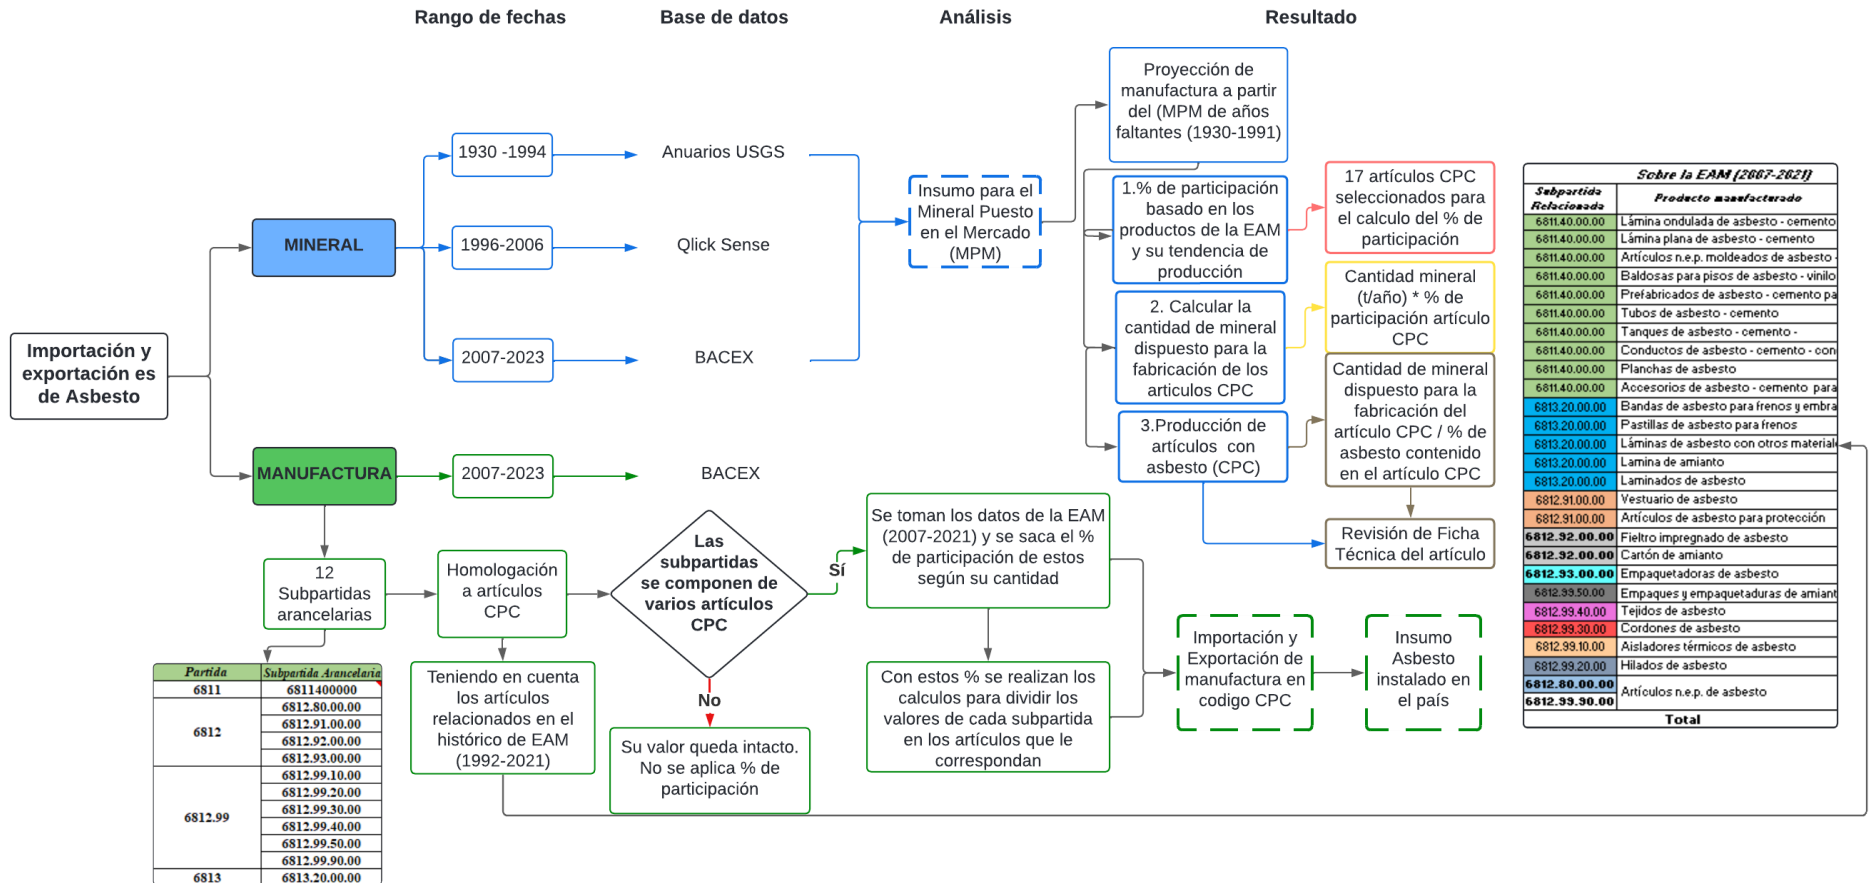 Rango de fechas
Base de datos
Análisis
Resultado
Importación y
exportación es
de Asbesto
MINERAL
1930 -1994
Anuarios USGS
1996-2006
Qlick Sense
2007-2023
BACEX
Insumo para el
Mineral Puesto
en el Mercado
(MPM)
Proyección de
manufactura a partir
del (MPM de años
faltantes (1930-1991)
1.% de participación
basado en los
productos de la EAM
y su tendencia de
producción
17 artículos CPC
seleccionados para
el calculo del % de
participación
2. Calcular la
cantidad de mineral
dispuesto para la
fabricación de los
articulos CPC
Cantidad mineral
(t/año) * % de
participación artículo
CPC
3.Producción de
artículos con
asbesto (CPC)
Cantidad de mineral
dispuesto para la
fabricación del
artículo CPC / % de
asbesto contenido
en el artículo CPC
Revisión de Ficha
Técnica del artículo
MANUFACTURA
2007-2023
BACEX
12
Subpartidas
arancelarias
Homologación
a artículos
CPC
Las
subpartidas
se componen de
varios artículos
CPC
Sí
No
Se toman los datos de la EAM
(2007-2021) y se saca el %
de participación de estos
según su cantidad
Con estos % se realizan los
calculos para dividir los
valores de cada subpartida
en los artículos que le
correspondan
Teniendo en cuenta
los artículos
relacionados en el
histórico de EAM
(1992-2021)
Su valor queda intacto.
No se aplica % de
participación
Importación y
Exportación de
manufactura en
codigo CPC
Insumo
Asbesto
instalado en
el país
Partida Subpartida Arancelaria
6811 6811400000
6812 6812.80.00.00
6812.91.00.00
6812.92.00.00
6812.93.00.00
6812.99 6812.99.10.00
6812.99.20.00
6812.99.30.00
6812.99.40.00
6812.99.50.00
6812.99.90.00
6813 6813.20.00.00
Sobre la EAM (2007-2021)
Subpartida
Relacionada
Producto manufacturado
6811.40.00.00 Lámina ondulada de asbesto - cemento
6811.40.00.00 Lámina plana de asbesto - cemento
6811.40.00.00 Artículos n.e.p. moldeados de asbesto -
6811.40.00.00 Baldosas para pisos de asbesto - vinilo
6811.40.00.00 Prefabricados de asbesto - cemento pa
6811.40.00.00 Tubos de asbesto - cemento
6811.40.00.00 Tanques de asbesto - cemento -
6811.40.00.00 Conductos de asbesto - cemento - con
6811.40.00.00 Planchas de asbesto
6811.40.00.00 Accesorios de asbesto - cemento para
6813.20.00.00 Bandas de asbesto para frenos y embra
6813.20.00.00 Pastillas de asbesto para frenos
6813.20.00.00 Láminas de asbesto con otros material
6813.20.00.00 Lamina de amianto
6813.20.00.00 Laminados de asbesto
6812.91.00.00 Vestuario de asbesto
6812.91.00.00 Artículos de asbesto para protección
6812.92.00.00 Fieltro impregnado de asbesto
6812.92.00.00 Cartón de amianto
6812.93.00.00 Empaquetadoras de asbesto
6812.99.50.00 Empaques y empaquetaduras de amiant
6812.99.40.00 Tejidos de asbesto
6812.99.30.00 Cordones de asbesto
6812.99.10.00 Aisladores térmicos de asbesto
6812.99.20.00 Hilados de asbesto
6812.80.00.00
Artículos n.e.p. de asbesto
6812.99.90.00
Total